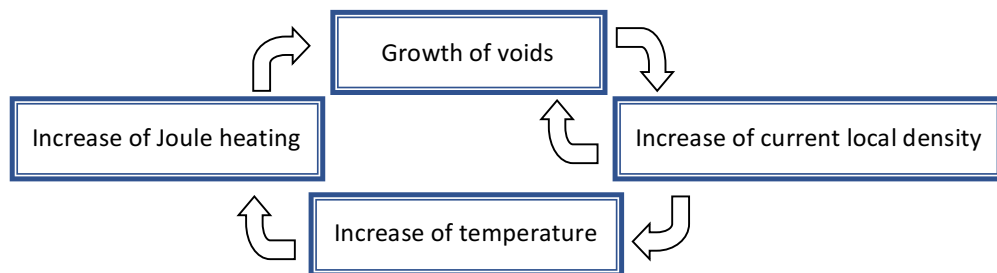 Growth of voids
Increase of Joule heating
Increase of current local density
Increase of temperature